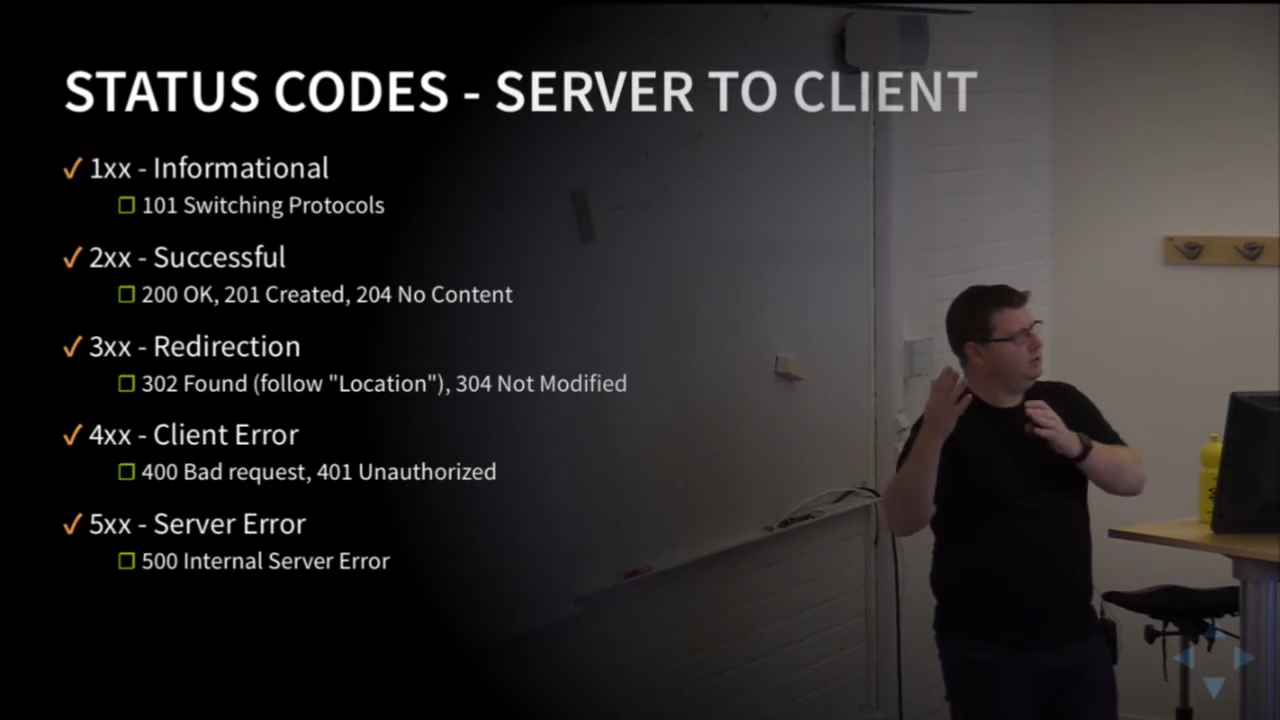 STATUS CODES - SERVER TO CLIENT
✓ 1xx - Informational
❐ 101 Switching Protocols
✓ 2xx - Successful
❐ 200 OK, 201 Created, 204 No Content
✓ 3xx - Redirection
❐ 302 Found (follow "Location"), 304 Not Modified
✓ 4xx - Client Error
❐ 400 Bad request, 401 Unauthorized
✓ 5xx - Server Error
❐ 500 Internal Server Error